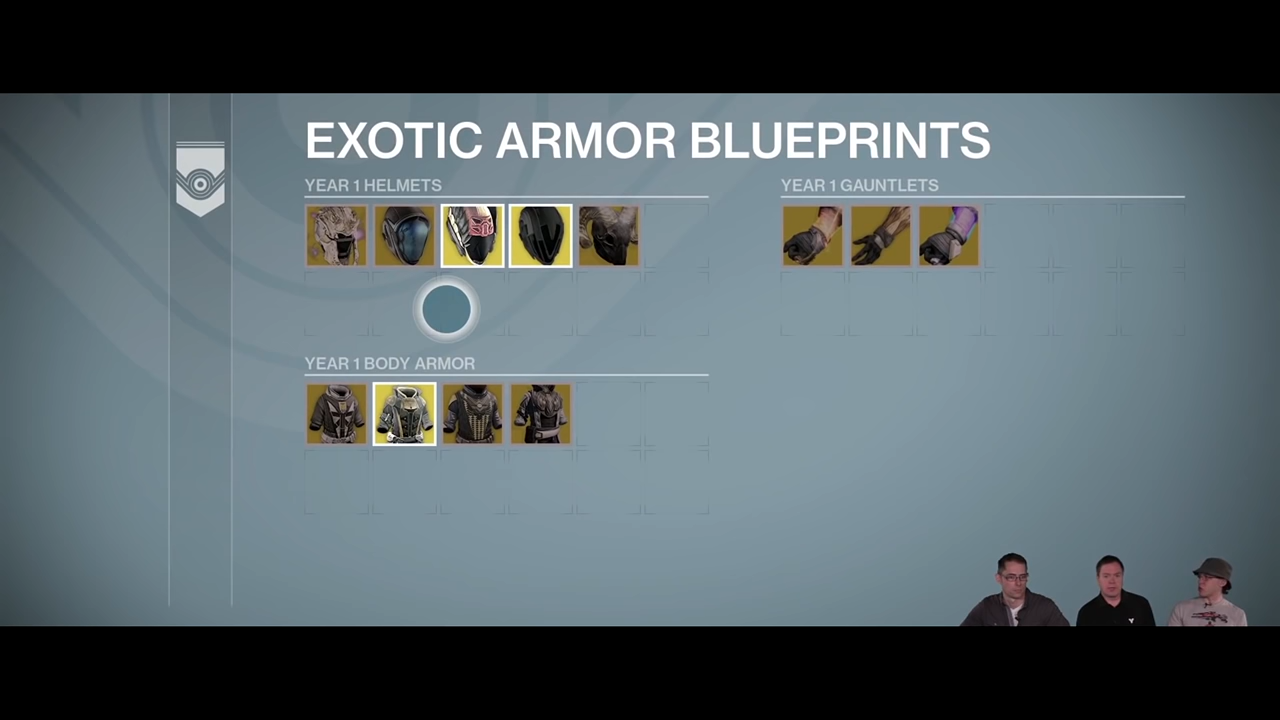 EXOTIC ARMOR BLUEPRINTS
YEAR 1 HELMETS
YEAR 1 GAUNTLETS
YEAR 1 BODY ARMOR